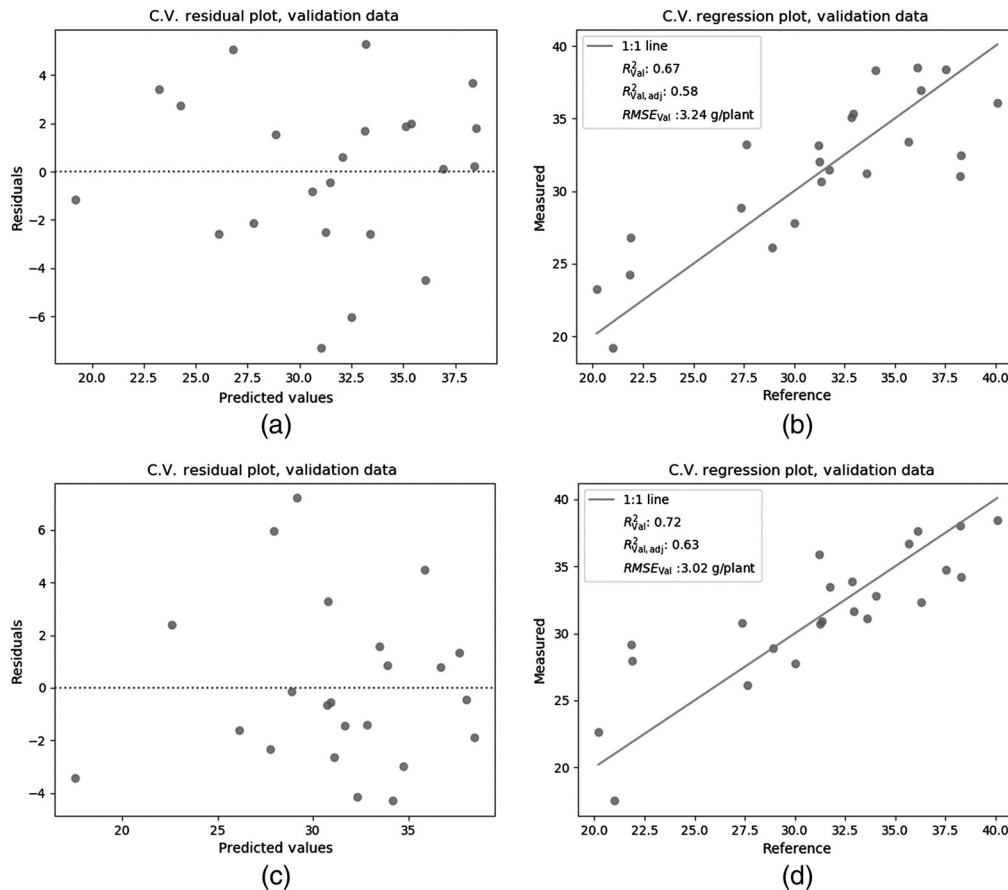 C.V. residual plot, validation data
4
2
0
−2
−4
−6
Residuals
20.0 22.5 25.0 27.5 30.0 32.5 35.0 37.5
Predicted values
(a)
C.V. regression plot, validation data
1:1 line
R²Val: 0.67
R²Val, adj: 0.58
RMSEVal :3.24 g/plant
40
35
30
25
20
Measured
20.0 22.5 25.0 27.5 30.0 32.5 35.0 37.5 40.0
Reference
(b)
C.V. residual plot, validation data
6
4
2
0
−2
−4
Residuals
20 25 30 35
Predicted values
(c)
C.V. regression plot, validation data
1:1 line
R²Val: 0.72
R²Val, adj: 0.63
RMSEVal :3.02 g/plant
40
35
30
25
20
Measured
20.0 22.5 25.0 27.5 30.0 32.5 35.0 37.5 40.0
Reference
(d)